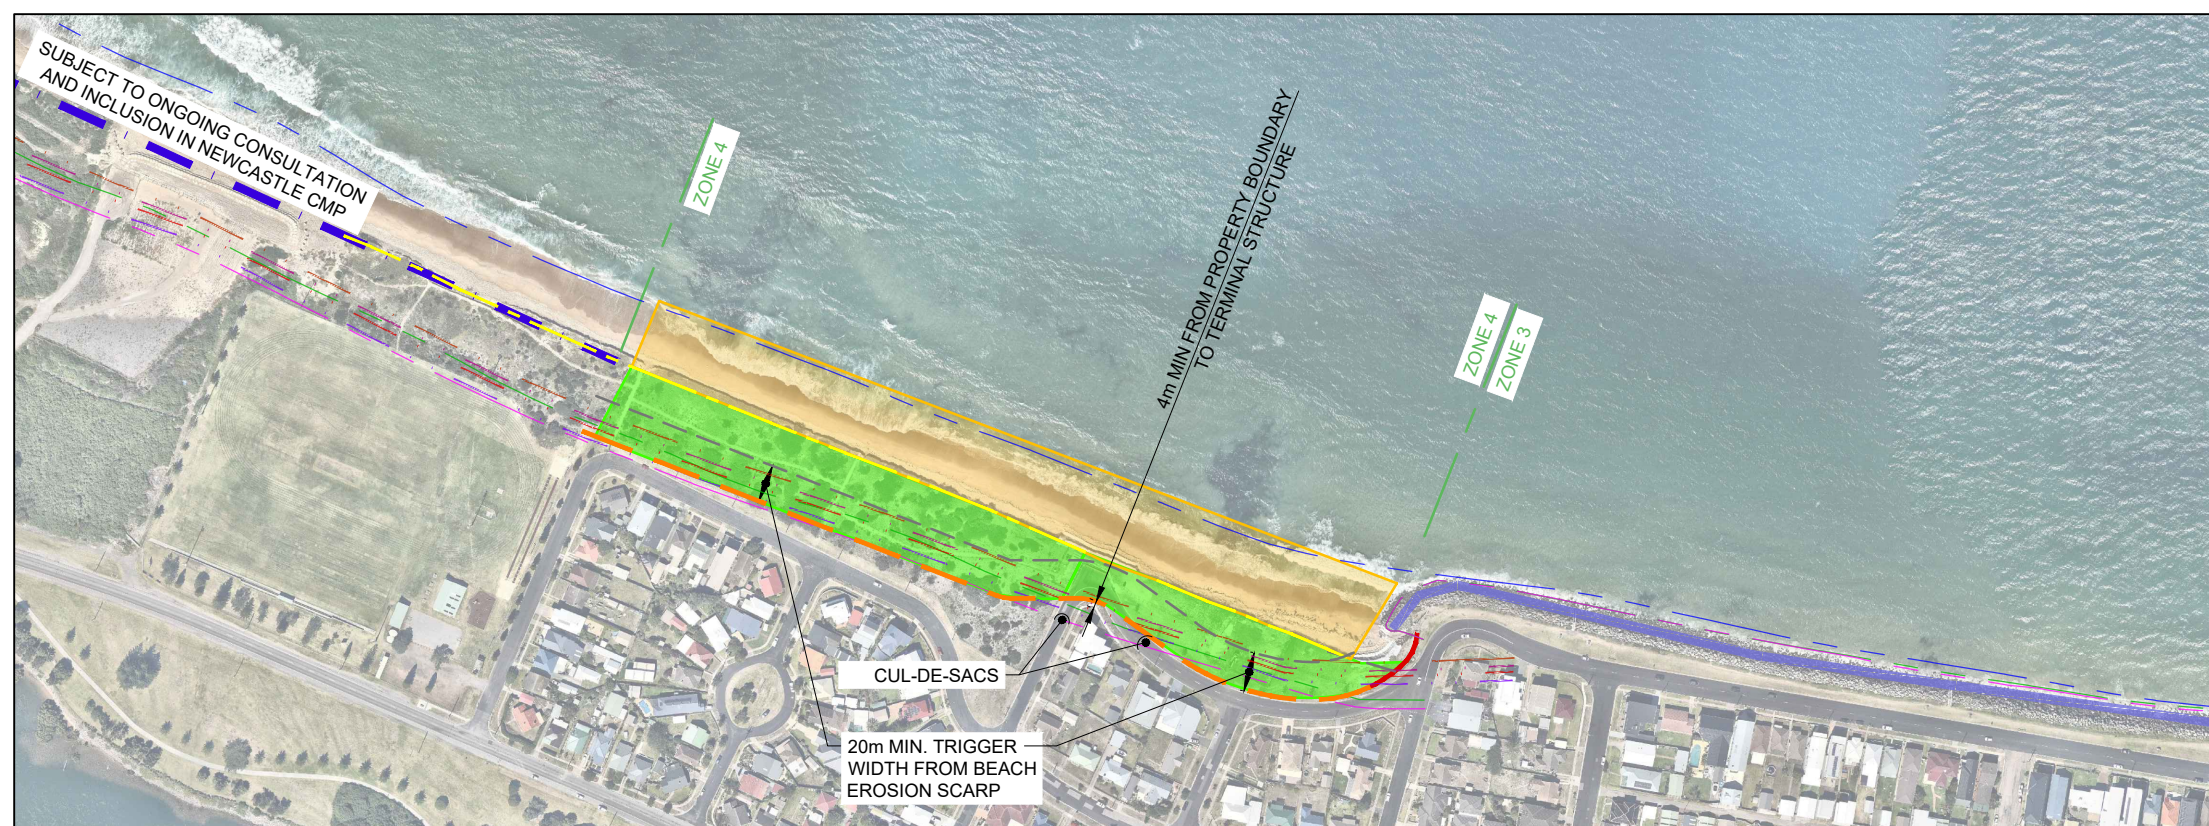 SUBJECT TO ONGOING CONSULTATION
AND INCLUSION IN NEWCASTLE CMP
ZONE 4
4m MIN FROM PROPERTY BOUNDARY
TO TERMINAL STRUCTURE
ZONE 4
ZONE 3
CUL-DE-SACS
20m MIN. TRIGGER
WIDTH FROM BEACH
EROSION SCARP